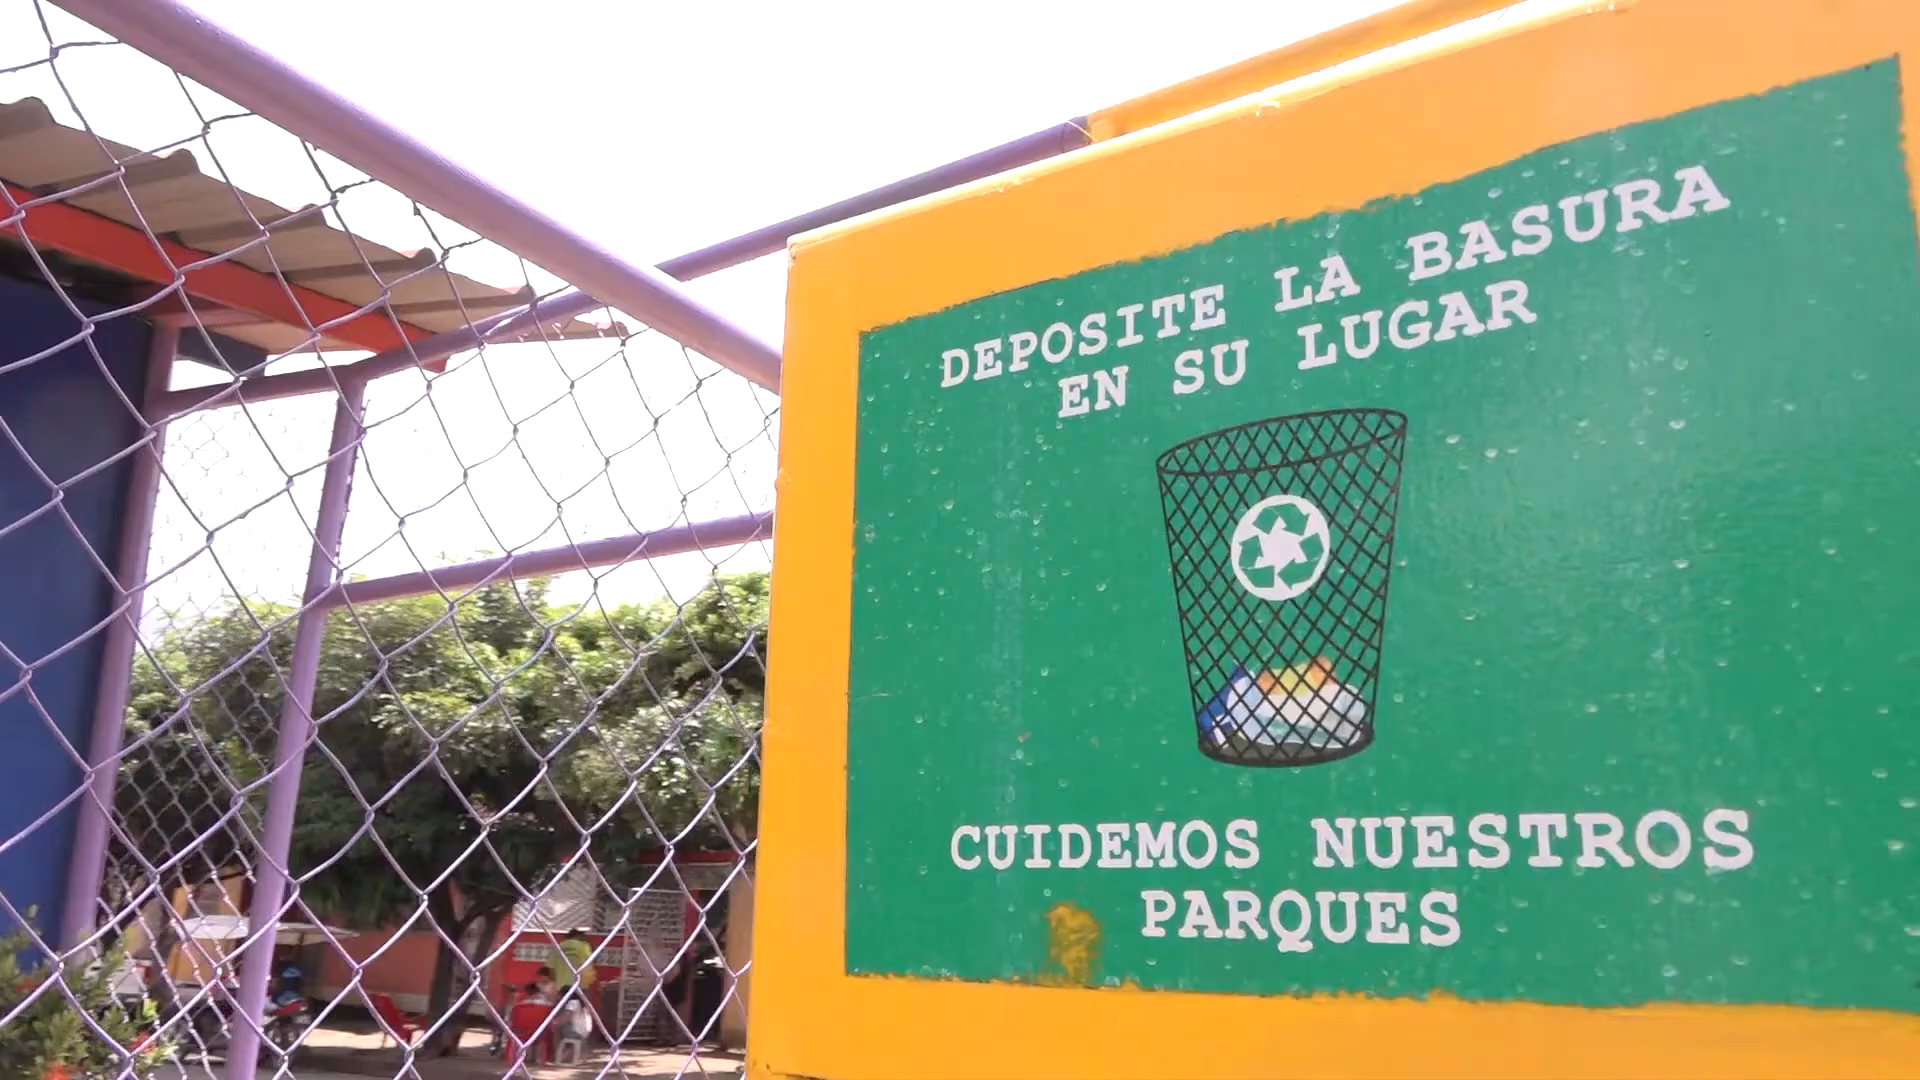 DEPOSITE LA BASURA
EN SU LUGAR
CUIDEMOS NUESTROS
PARQUES